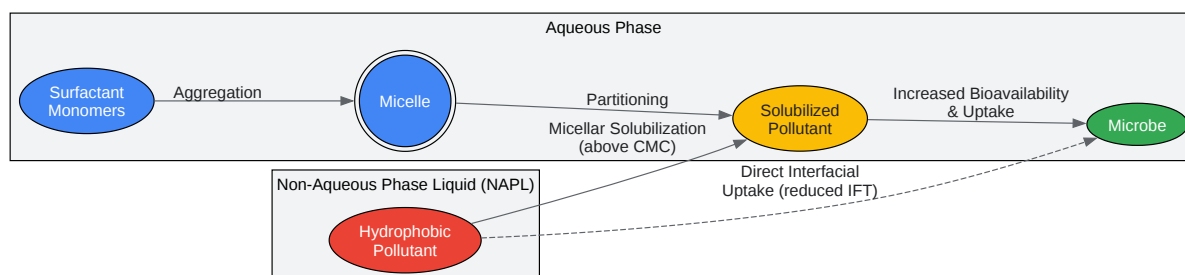 Aqueous Phase
Surfactant
Monomers
Aggregation
Micelle
Partitioning
Micellar Solubilization
(above CMC)
Solubilized
Pollutant
Increased Bioavailability
& Uptake
Microbe
Direct Interfacial
Uptake (reduced IFT)
Non-Aqueous Phase Liquid (NAPL)
Hydrophobic
Pollutant